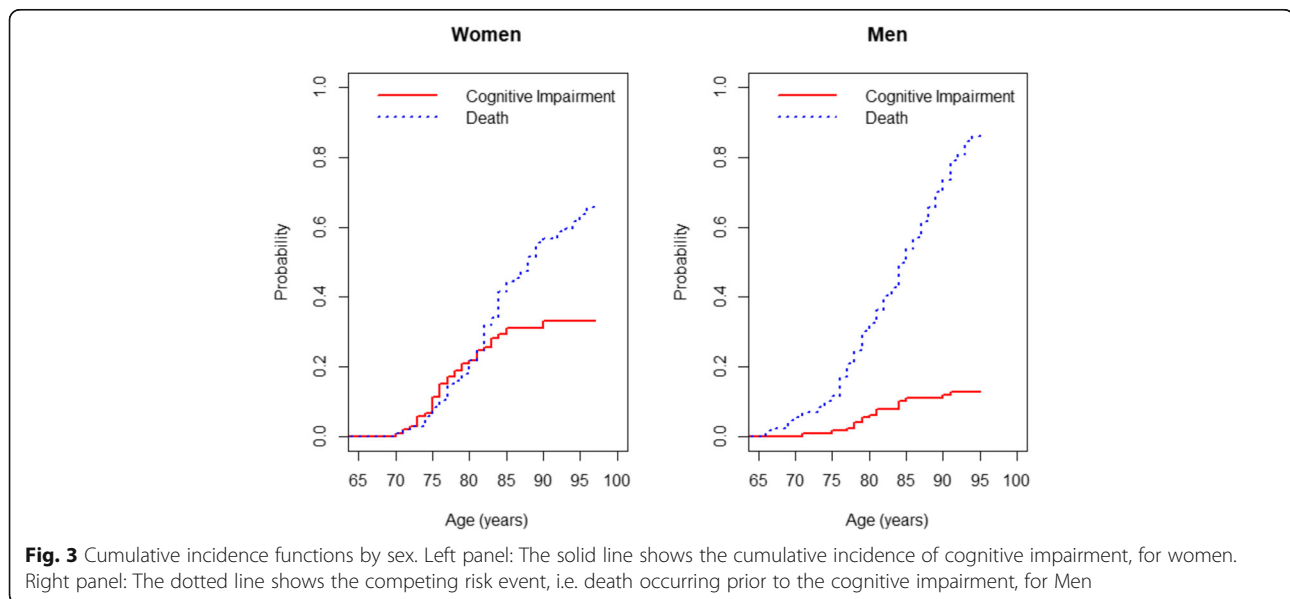 Women
1.0
0.8
0.6
0.4
0.2
0.0
Probability
Cognitive Impairment
Death
65 70 75 80 85 90 95 100
Age (years)
Men
1.0
0.8
0.6
0.4
0.2
0.0
Probability
Cognitive Impairment
Death
65 70 75 80 85 90 95 100
Age (years)
Fig. 3 Cumulative incidence functions by sex. Left panel: The solid line shows the cumulative incidence of cognitive impairment, for women.
Right panel: The dotted line shows the competing risk event, i.e. death occurring prior to the cognitive impairment, for Men